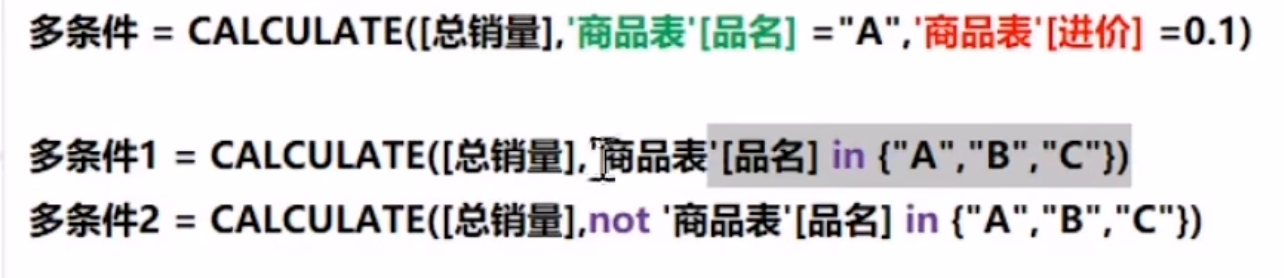 多条件 = CALCULATE([总销量],'商品表'[品名] ="A",'商品表'[进价] =0.1)
多条件1 = CALCULATE([总销量],'商品表'[品名] in {"A","B","C"})
多条件2 = CALCULATE([总销量],not '商品表'[品名] in {"A","B","C"})